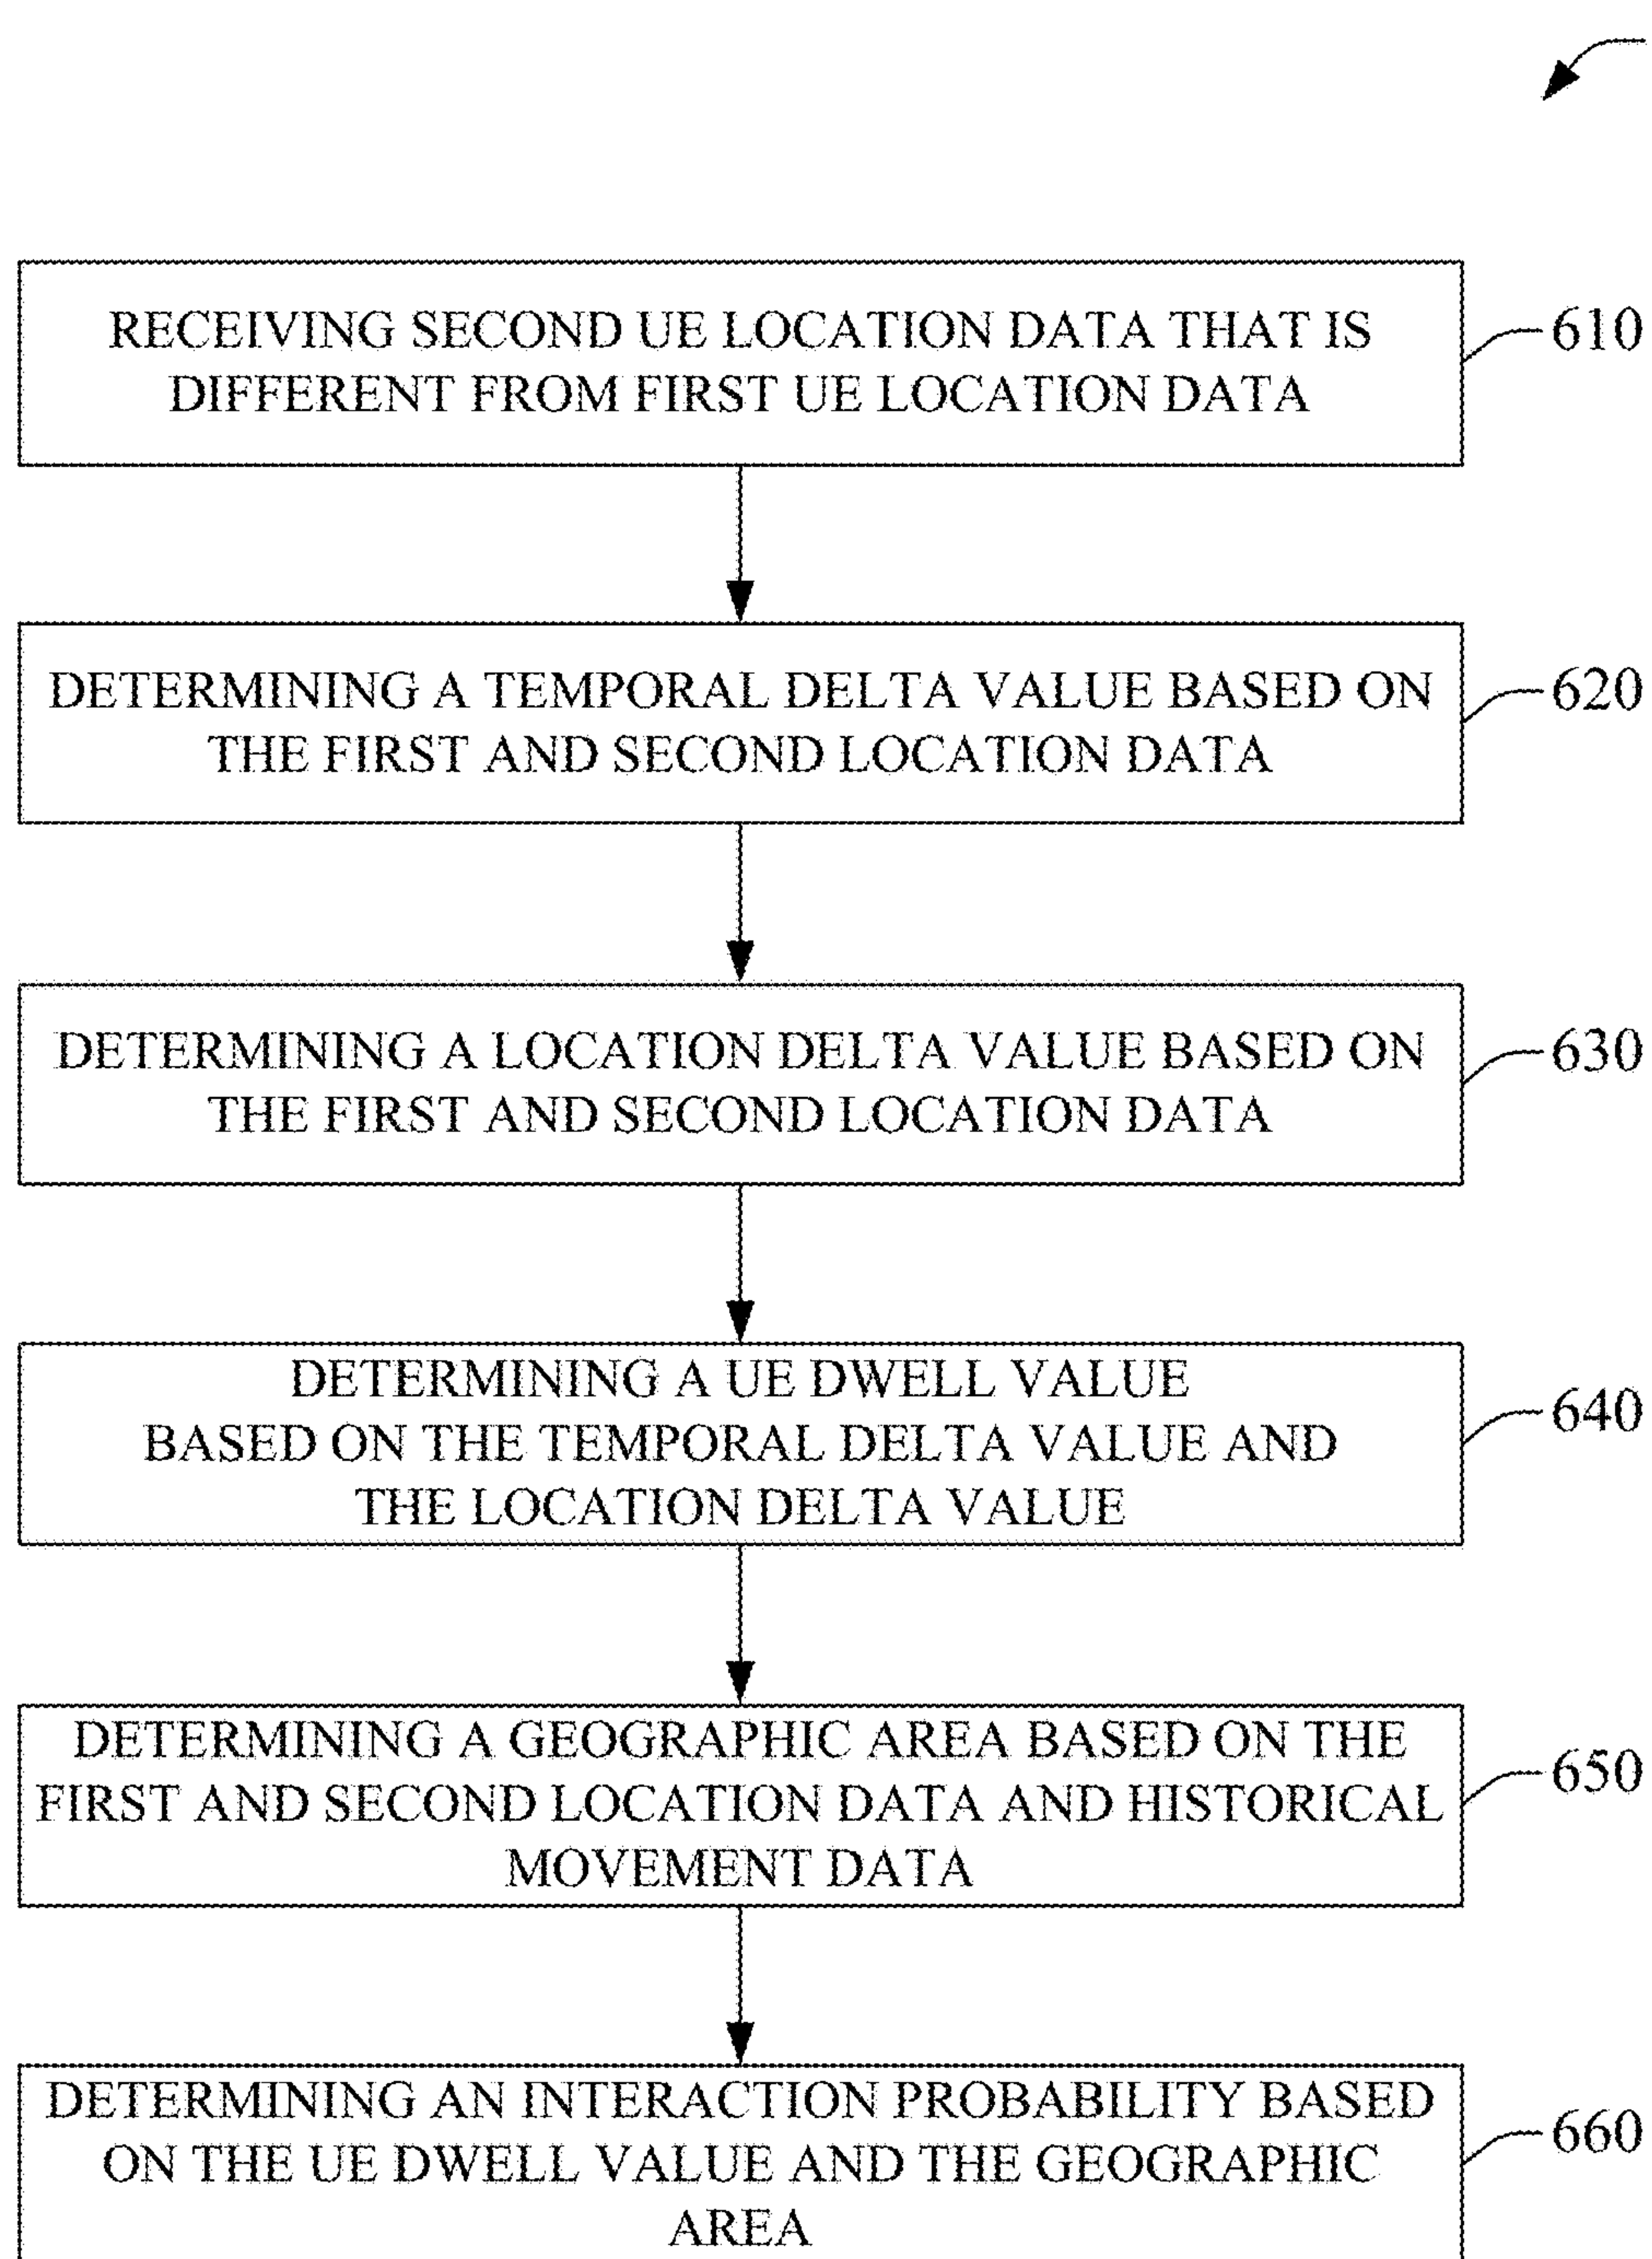 RECEIVING SECOND UE LOCATION DATA THAT IS
DIFFERENT FROM FIRST UE LOCATION DATA
610
DETERMINING A TEMPORAL DELTA VALUE BASED ON
THE FIRST AND SECOND LOCATION DATA
620
DETERMINING A LOCATION DELTA VALUE BASED ON
THE FIRST AND SECOND LOCATION DATA
630
DETERMINING A UE DWELL VALUE
BASED ON THE TEMPORAL DELTA VALUE AND
THE LOCATION DELTA VALUE
640
DETERMINING A GEOGRAPHIC AREA BASED ON THE
FIRST AND SECOND LOCATION DATA AND HISTORICAL
MOVEMENT DATA
650
DETERMINING AN INTERACTION PROBABILITY BASED
ON THE UE DWELL VALUE AND THE GEOGRAPHIC
AREA
660